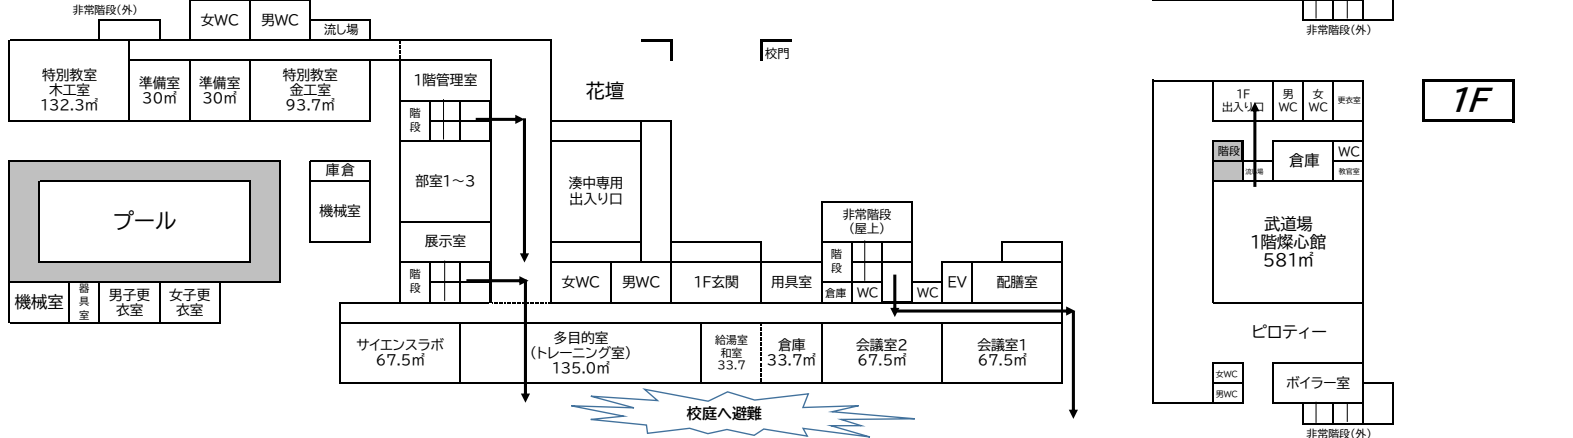 非常階段(外)
女WC
男WC
流し場
特別教室
木工室
132.3㎡
準備室
30㎡
準備室
30㎡
特別教室
金工室
93.7㎡
1階管理室
階
段
部室1～3
展示室
階
段
花壇
校門
湊中専用
出入り口
プール
庫倉
機械室
機械室
器
具
室
男子更
衣室
女子更
衣室
女WC
男WC
1F玄関
用具室
非常階段
(屋上)
階
段
倉庫
WC
WC
EV
配膳室
サイエンスラボ
67.5㎡
多目的室
(トレーニング室)
135.0㎡
給湯室
和室
33.7
倉庫
33.7㎡
会議室2
67.5㎡
会議室1
67.5㎡
校庭へ避難
非常階段(外)
1F
出入り口
男
WC
女
WC
更衣室
階段
流し場
倉庫
WC
教官室
武道場
1階燦心館
581㎡
ピロティー
女WC
男WC
ボイラー室
非常階段(外)
1F